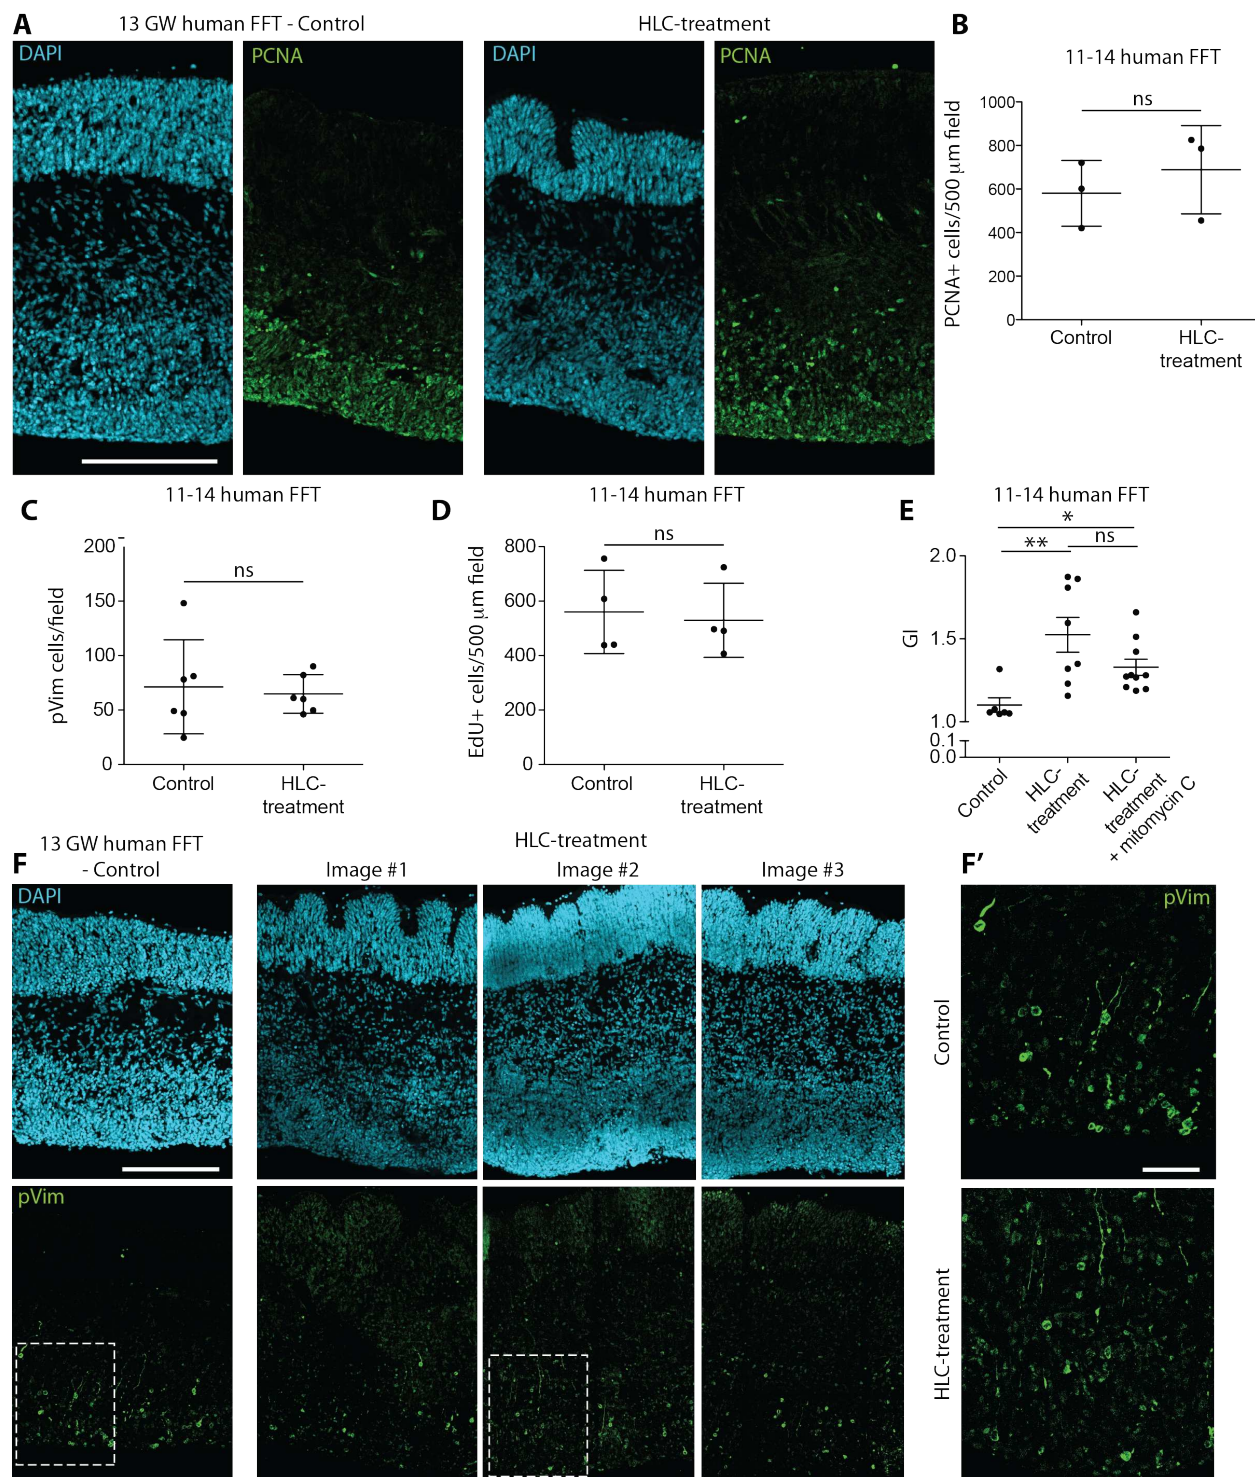 A
13 GW human FFT - Control
HLC-treatment
DAPI
PCNA
DAPI
PCNA
B
11-14 human FFT
ns
PCNA+ cells/500 µm field
1000
800
600
400
200
0
Control
HLC-
treatment
C
11-14 human FFT
ns
pVim cells/field
200
150
100
50
0
Control
HLC-
treatment
D
11-14 human FFT
ns
EdU+ cells/500 µm field
800
600
400
200
0
Control
HLC-
treatment
E
11-14 human FFT
*
** ns
GI
2.0
1.5
1.0
0.1
0.0
Control
HLC-
treatment
HLC-
treatment
+ mitomycin C
F
13 GW human FFT
- Control
HLC-treatment
Image #1
Image #2
Image #3
DAPI
pVim
F'
pVim
Control
HLC-treatment